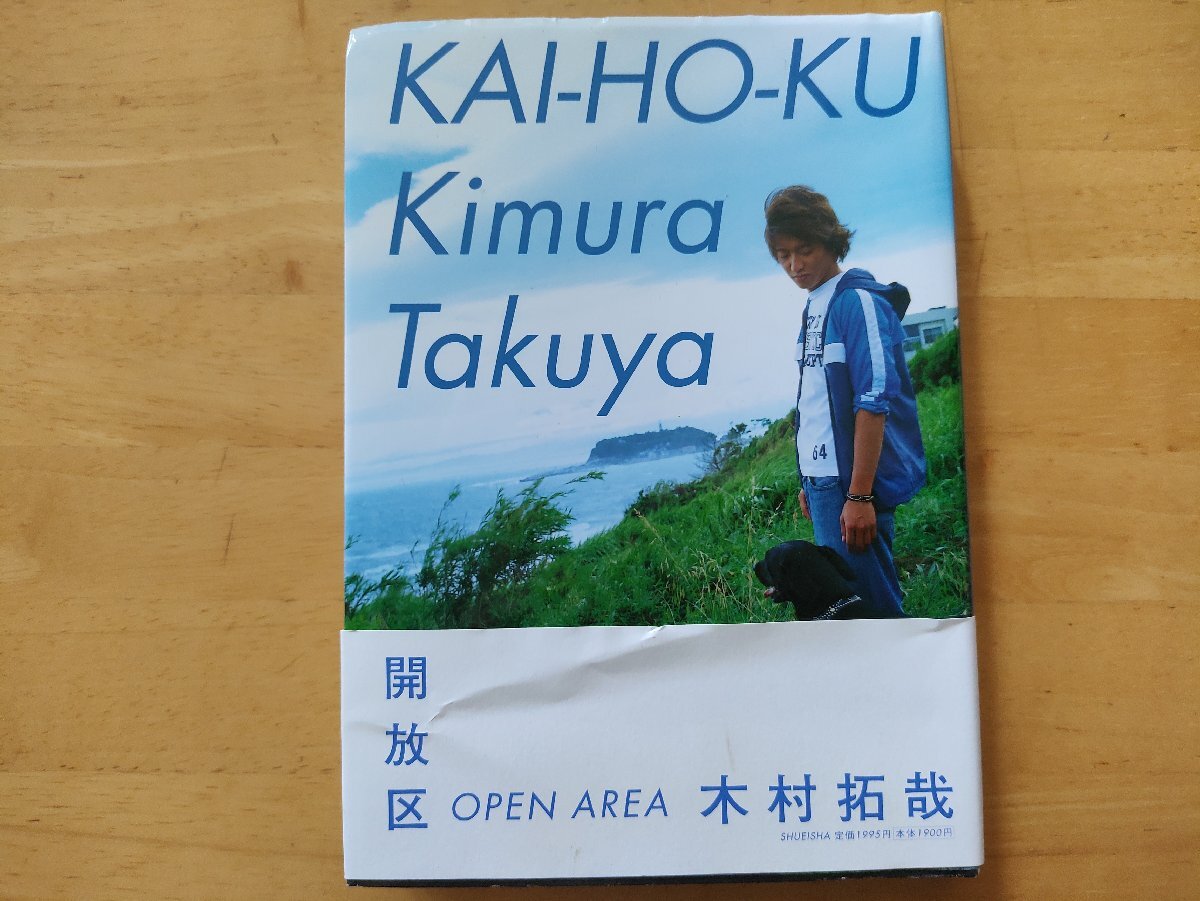 KAI-HO-KU
Kimura
Takuya
64
開放区
OPEN AREA 木村拓哉
SHUEISHA 定価1995円 本体1900円